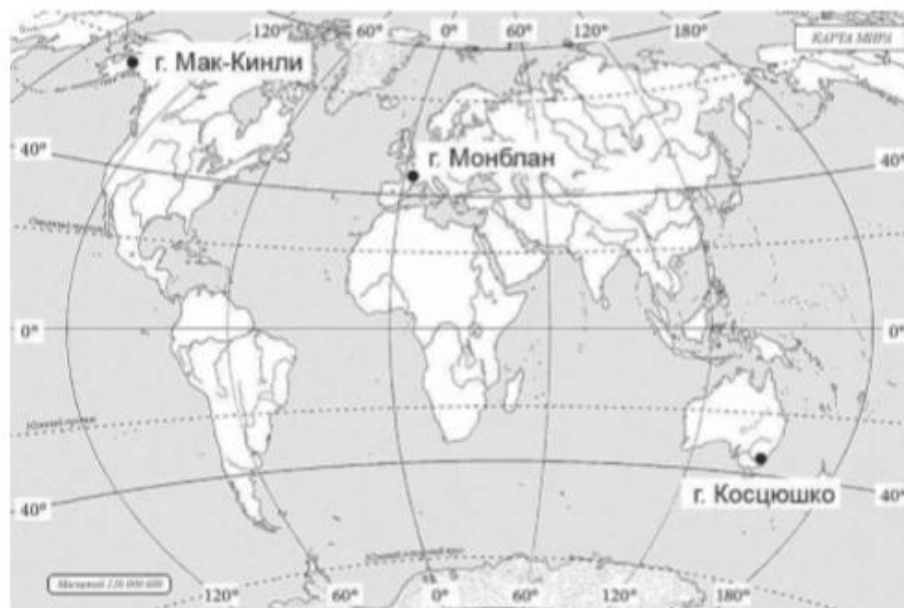 120° 60° 0° 60° 120° 180°
КАРТА МИРА
г. Мак-Кинли
40° г. Монблан 40°
0° 0°
г. Косцюшко
40° 40°
120° 60° 0° 60° 120° 180°